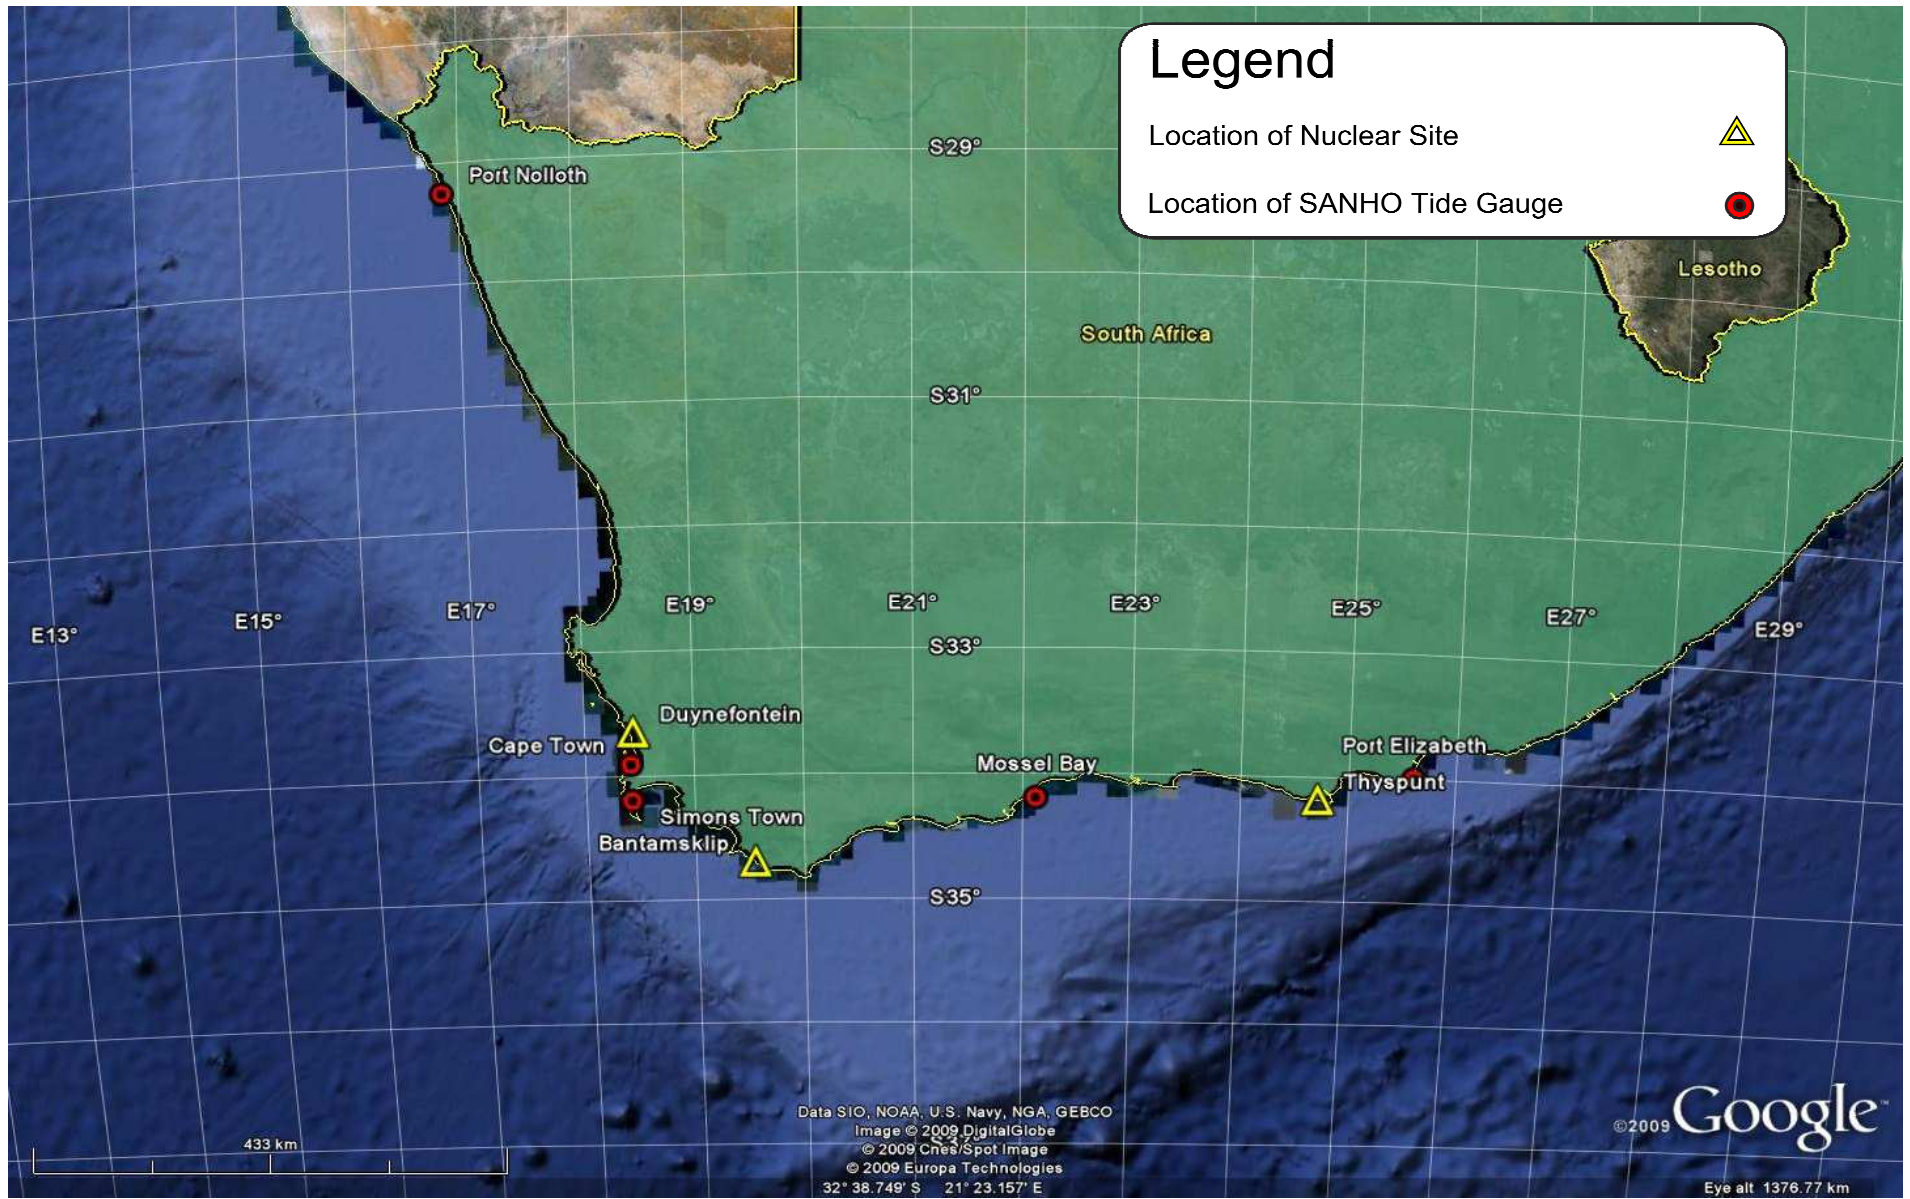 Legend
Location of Nuclear Site
Location of SANHO Tide Gauge
S29°
Port Nolloth
Lesotho
South Africa
S31°
E13°
E15°
E17°
E19°
E21°
E23°
E25°
E27°
E29°
S33°
Duynefontein
Cape Town
Mossel Bay
Port Elizabeth
Thyspunt
Simons Town
Bantamsklip
S35°
Data SIO, NOAA, U.S. Navy, NGA, GEBCO
Image © 2009 DigitalGlobe
S37°
© 2009 Cnes/Spot Image
© 2009 Europa Technologies
32° 38.749' S 21° 23.157' E
433 km
©2009 Google™
Eye alt 1376.77 km